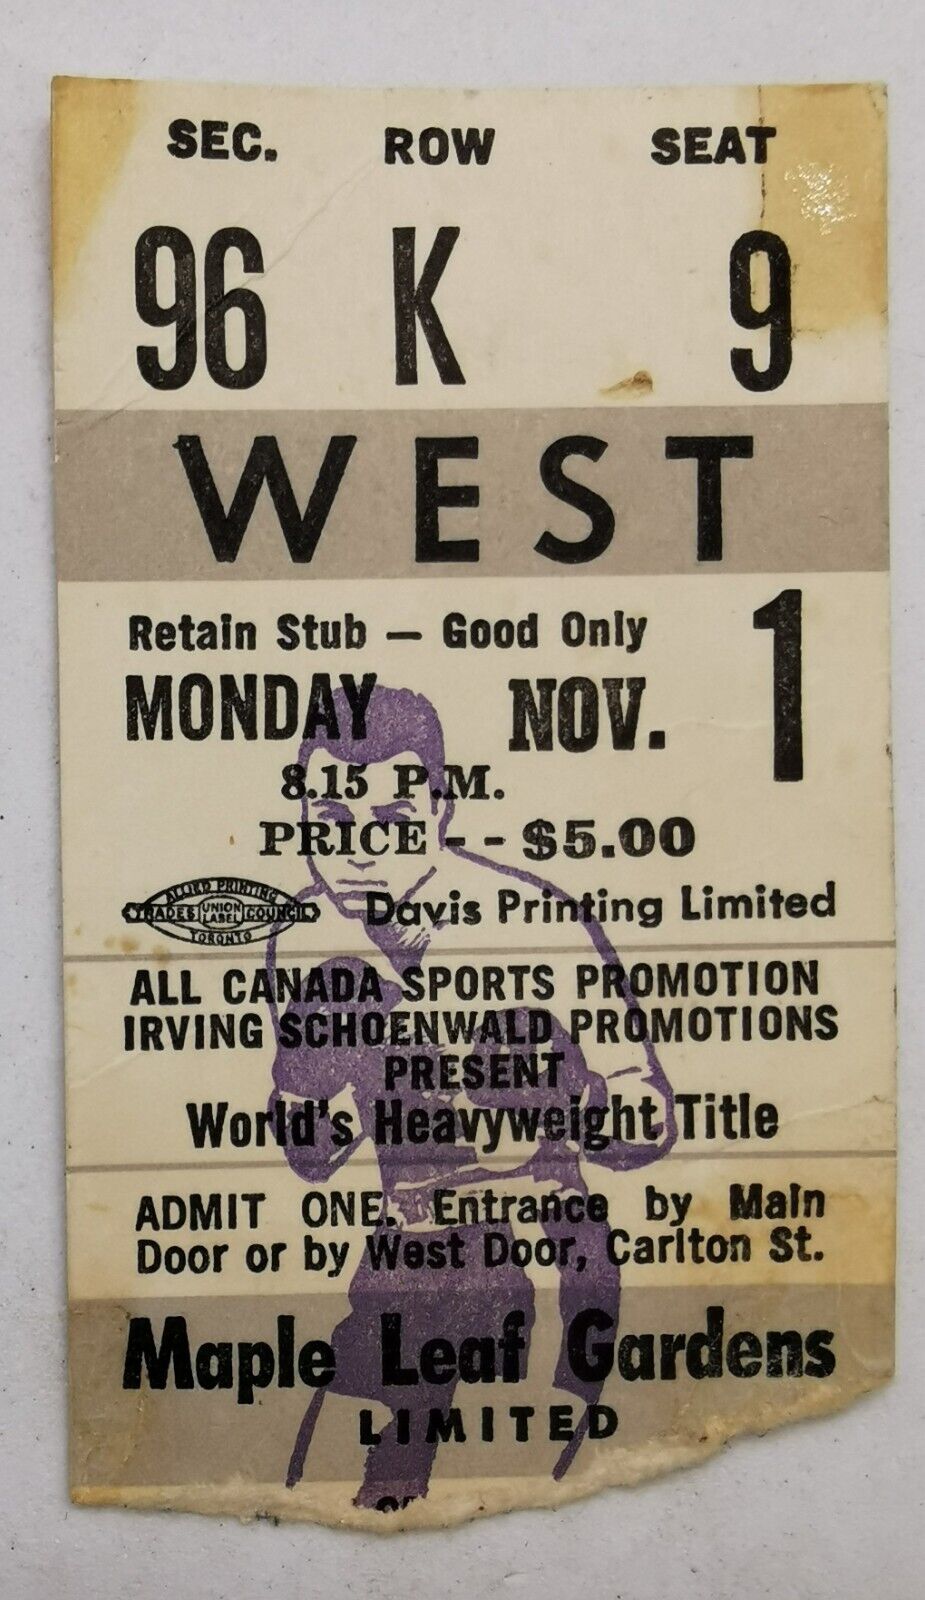 SEC. ROW SEAT
96 K 9
WEST
Retain Stub — Good Only
MONDAY NOV. 1
8.15 P.M.
PRICE - - $5.00
ALLIED PRINTING
TRADES UNION LABEL COUNCIL
TORONTO
Davis Printing Limited
ALL CANADA SPORTS PROMOTION
IRVING SCHOENWALD PROMOTIONS
PRESENT
World's Heavyweight Title
ADMIT ONE. Entrance by Main
Door or by West Door, Carlton St.
Maple Leaf Gardens
LIMITED